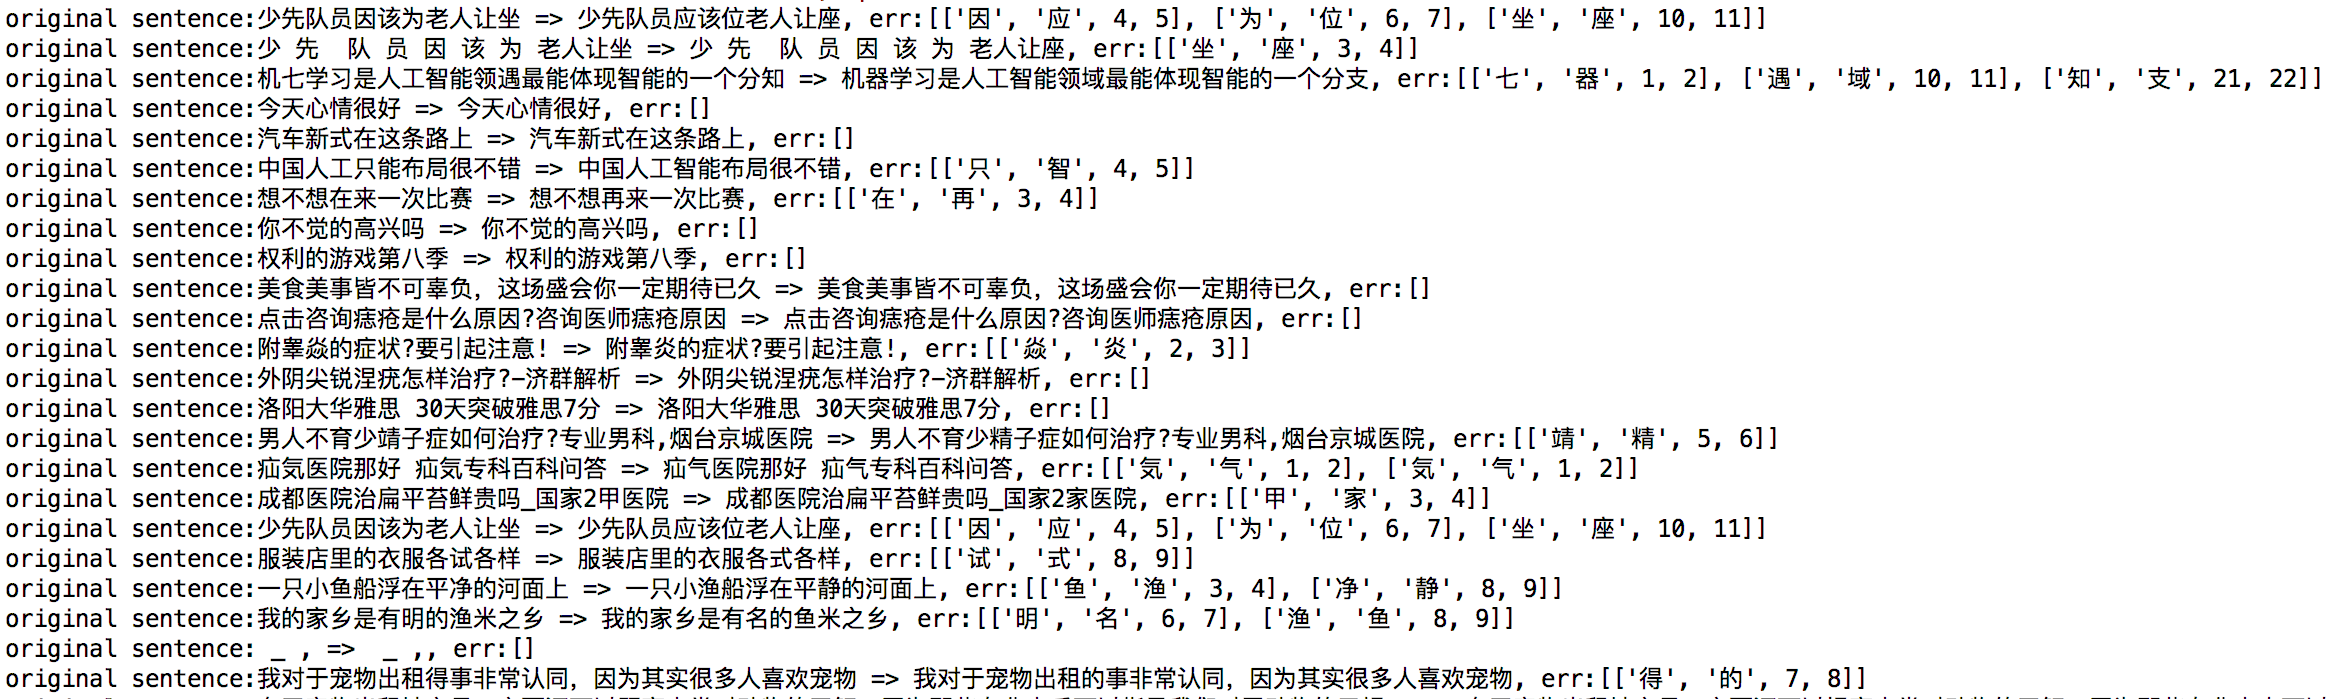 original sentence:少先队员因该为老人让坐 => 少先队员应该位老人让座, err:[['因', '应', 4, 5], ['为', '位', 6, 7], ['坐', '座', 10, 11]]
original sentence:少 先  队 员 因 该 为 老人让坐 => 少 先  队 员 因 该 为 老人让座, err:[['坐', '座', 3, 4]]
original sentence:机七学习是人工智能领遇最能体现智能的一个分知 => 机器学习是人工智能领域最能体现智能的一个分支, err:[['七', '器', 1, 2], ['遇', '域', 10, 11], ['知', '支', 21, 22]]
original sentence:今天心情很好 => 今天心情很好, err:[]
original sentence:汽车新式在这条路上 => 汽车新式在这条路上, err:[]
original sentence:中国人工只能布局很不错 => 中国人工智能布局很不错, err:[['只', '智', 4, 5]]
original sentence:想不想在来一次比赛 => 想不想再来一次比赛, err:[['在', '再', 3, 4]]
original sentence:你不觉的高兴吗 => 你不觉的高兴吗, err:[]
original sentence:权利的游戏第八季 => 权利的游戏第八季, err:[]
original sentence:美食美事皆不可辜负，这场盛会你一定期待已久 => 美食美事皆不可辜负，这场盛会你一定期待已久, err:[]
original sentence:点击咨询痣疮是什么原因?咨询医师痣疮原因 => 点击咨询痣疮是什么原因?咨询医师痣疮原因, err:[]
original sentence:附睾焱的症状?要引起注意! => 附睾炎的症状?要引起注意!, err:[['焱', '炎', 2, 3]]
original sentence:外阴尖锐涅疣怎样治疗?-济群解析 => 外阴尖锐涅疣怎样治疗?-济群解析, err:[]
original sentence:洛阳大华雅思 30天突破雅思7分 => 洛阳大华雅思 30天突破雅思7分, err:[]
original sentence:男人不育少靖子症如何治疗?专业男科,烟台京城医院 => 男人不育少精子症如何治疗?专业男科,烟台京城医院, err:[['靖', '精', 5, 6]]
original sentence:疝気医院那好 疝気专科百科问答 => 疝气医院那好 疝气专科百科问答, err:[['気', '气', 1, 2], ['気', '气', 1, 2]]
original sentence:成都医院治扁平苔鲜贵吗_国家2甲医院 => 成都医院治扁平苔鲜贵吗_国家2家医院, err:[['甲', '家', 3, 4]]
original sentence:少先队员因该为老人让坐 => 少先队员应该位老人让座, err:[['因', '应', 4, 5], ['为', '位', 6, 7], ['坐', '座', 10, 11]]
original sentence:服装店里的衣服各试各样 => 服装店里的衣服各式各样, err:[['试', '式', 8, 9]]
original sentence:一只小鱼船浮在平净的河面上 => 一只小渔船浮在平静的河面上, err:[['鱼', '渔', 3, 4], ['净', '静', 8, 9]]
original sentence:我的家乡是有明的渔米之乡 => 我的家乡是有名的鱼米之乡, err:[['明', '名', 6, 7], ['渔', '鱼', 8, 9]]
original sentence: _ , =>  _ ,, err:[]
original sentence:我对于宠物出租得事非常认同，因为其实很多人喜欢宠物 => 我对于宠物出租的事非常认同，因为其实很多人喜欢宠物, err:[['得', '的', 7, 8]]